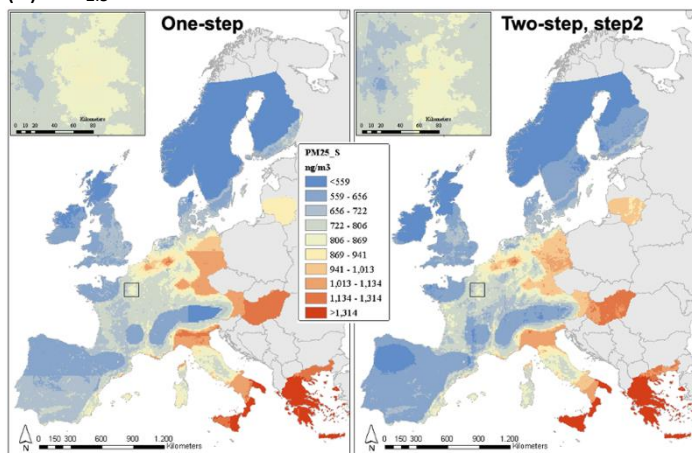 One-step
Two-step, step2
Kilometers
0 10 20 40 60 80
Kilometers
0 10 20 40 60 80
PM25_S
ng/m3
<559
559 - 656
656 - 722
722 - 806
806 - 869
869 - 941
941 - 1,013
1,013 - 1,134
1,134 - 1,314
>1,314
N
0 150 300 600 900 1.200
Kilometers
N
0 150 300 600 900 1.200
Kilometers